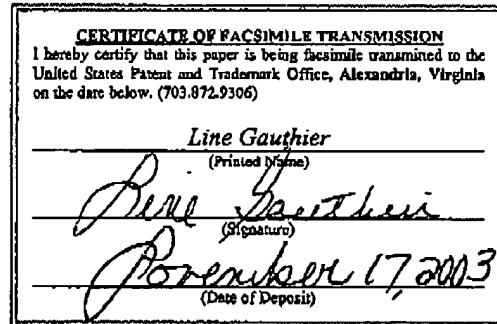 CERTIFICATE OF FACSIMILE TRANSMISSION
I hereby certify that this paper is being facsimile transmitted to the
United States Patent and Trademark Office, Alexandria, Virginia
on the date below. (703.872.9306)
Line Gauthier
(Printed Name)
Line Gauthier
(Signature)
November 17, 2003
(Date of Deposit)